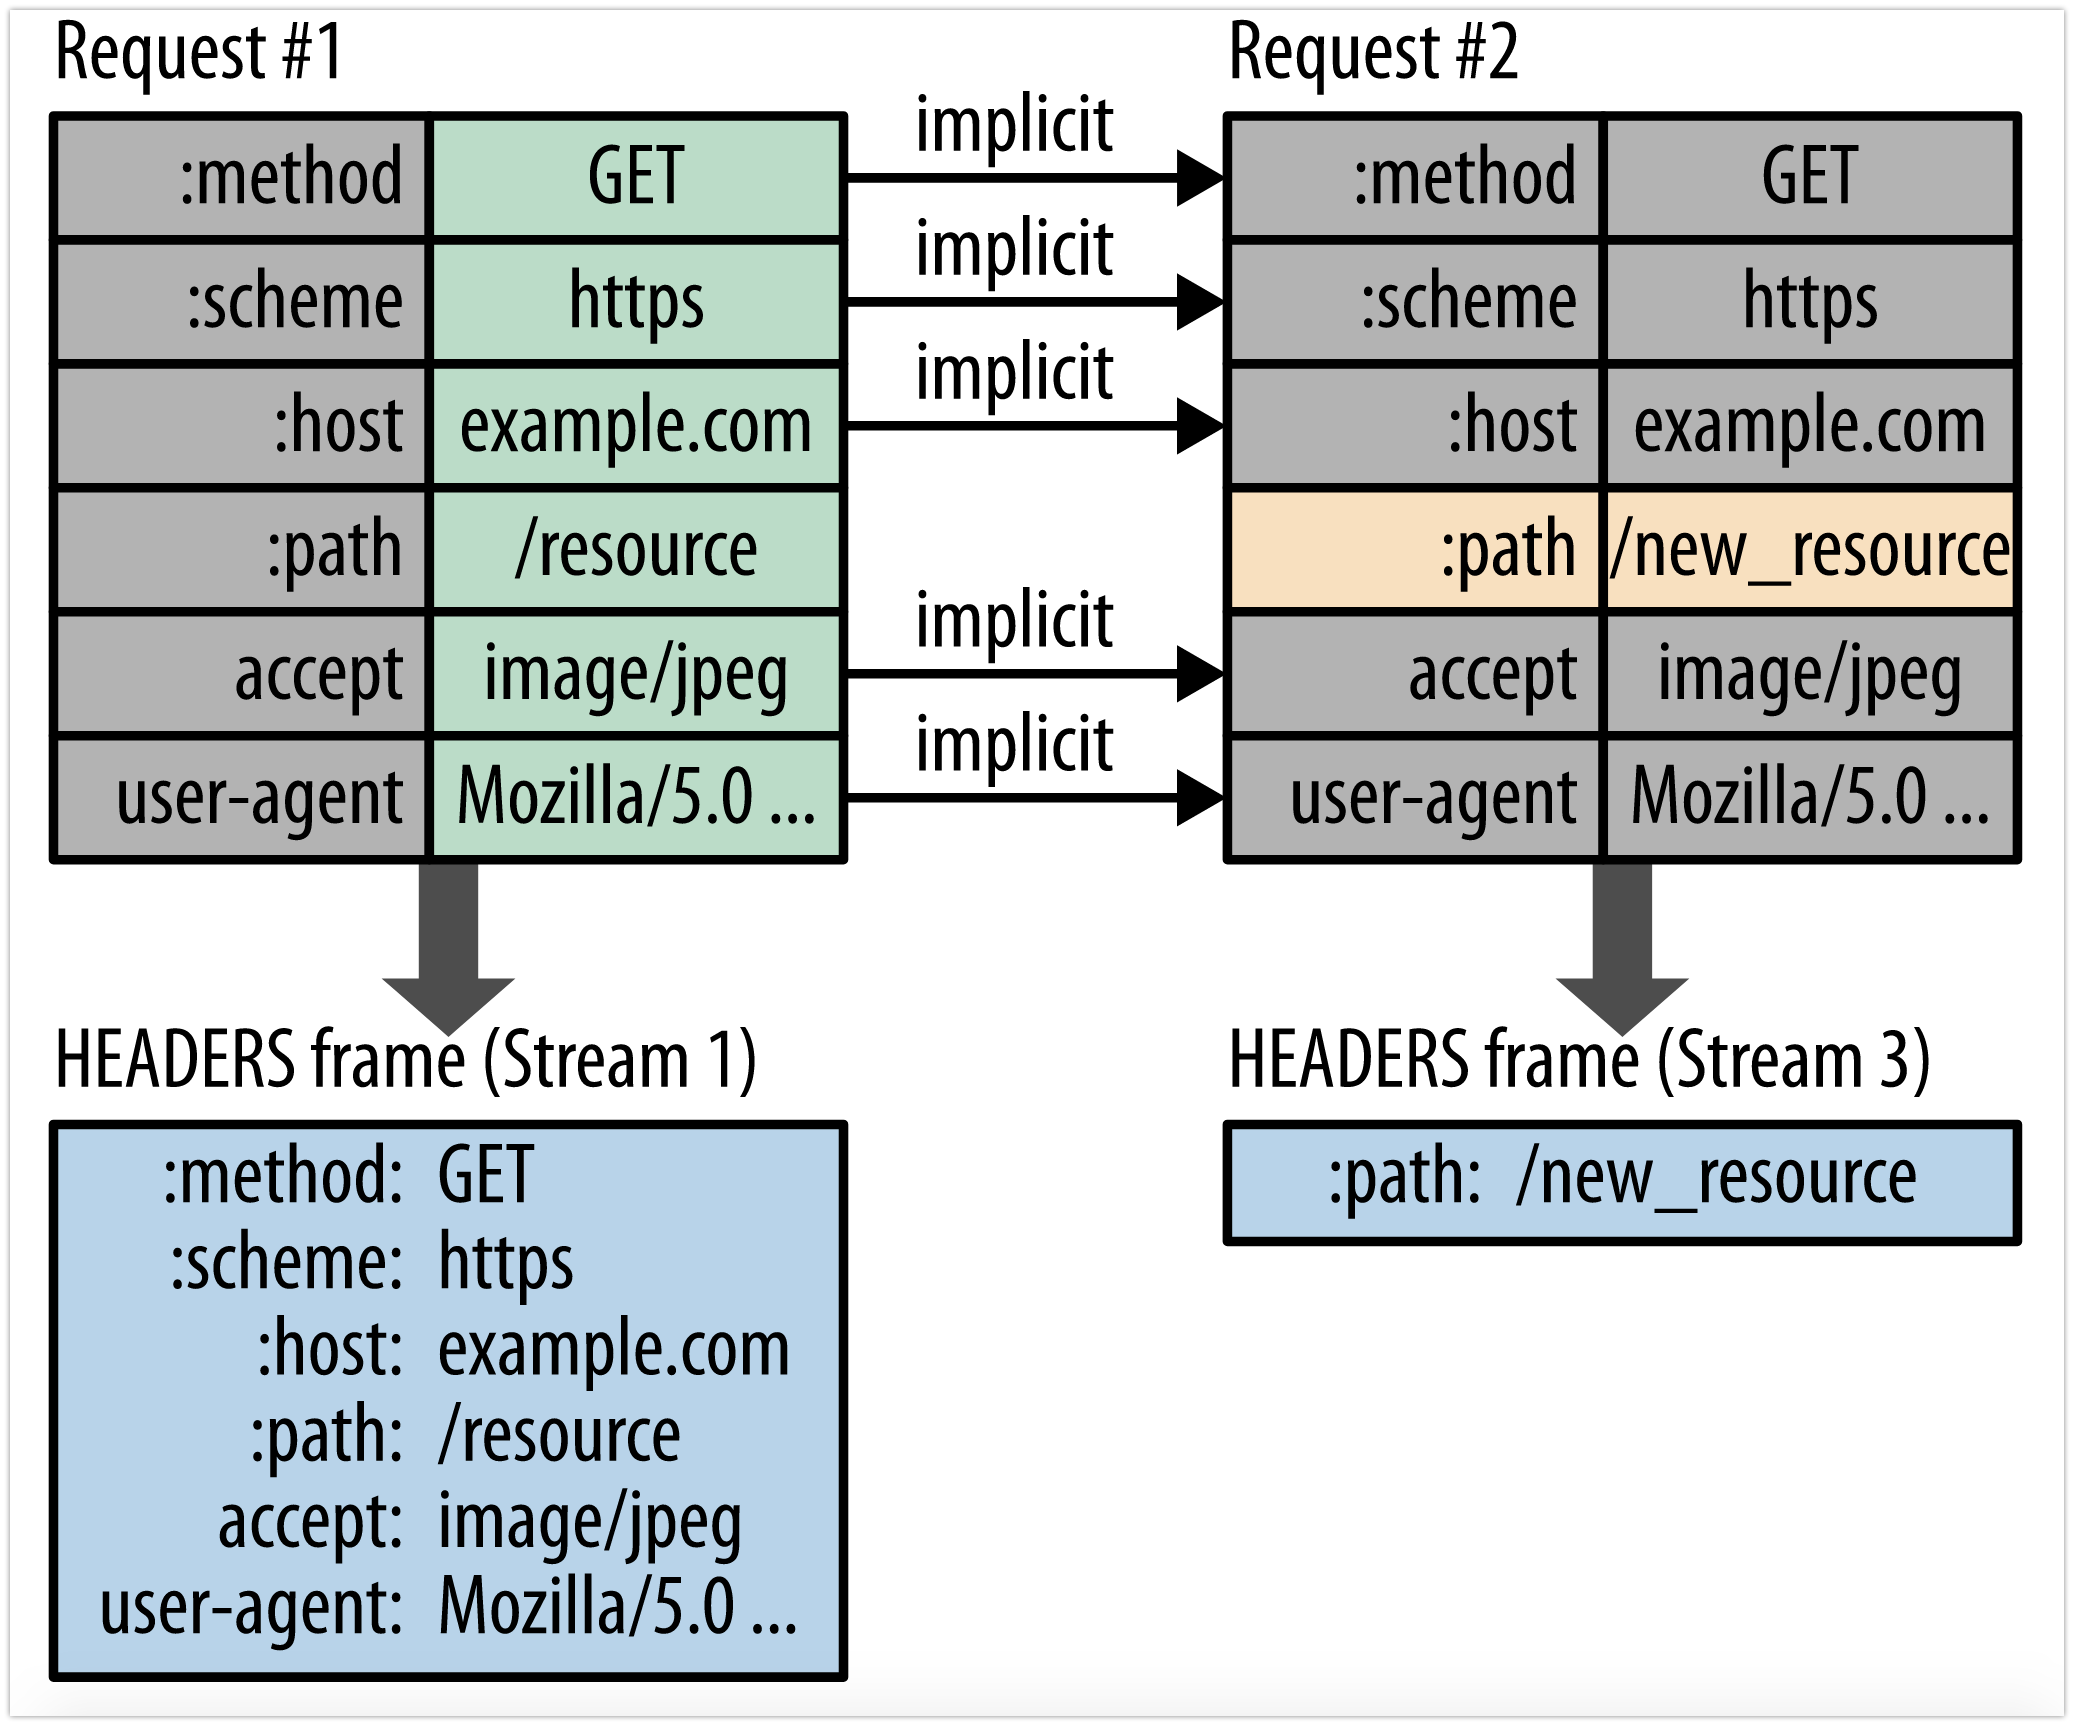 Request #1
:method GET
:scheme https
:host example.com
:path /resource
accept image/jpeg
user-agent Mozilla/5.0 ...
implicit
implicit
implicit
implicit
implicit
Request #2
:method GET
:scheme https
:host example.com
:path /new_resource
accept image/jpeg
user-agent Mozilla/5.0 ...
HEADERS frame (Stream 1)
:method: GET
:scheme: https
:host: example.com
:path: /resource
accept: image/jpeg
user-agent: Mozilla/5.0 ...
HEADERS frame (Stream 3)
:path: /new_resource